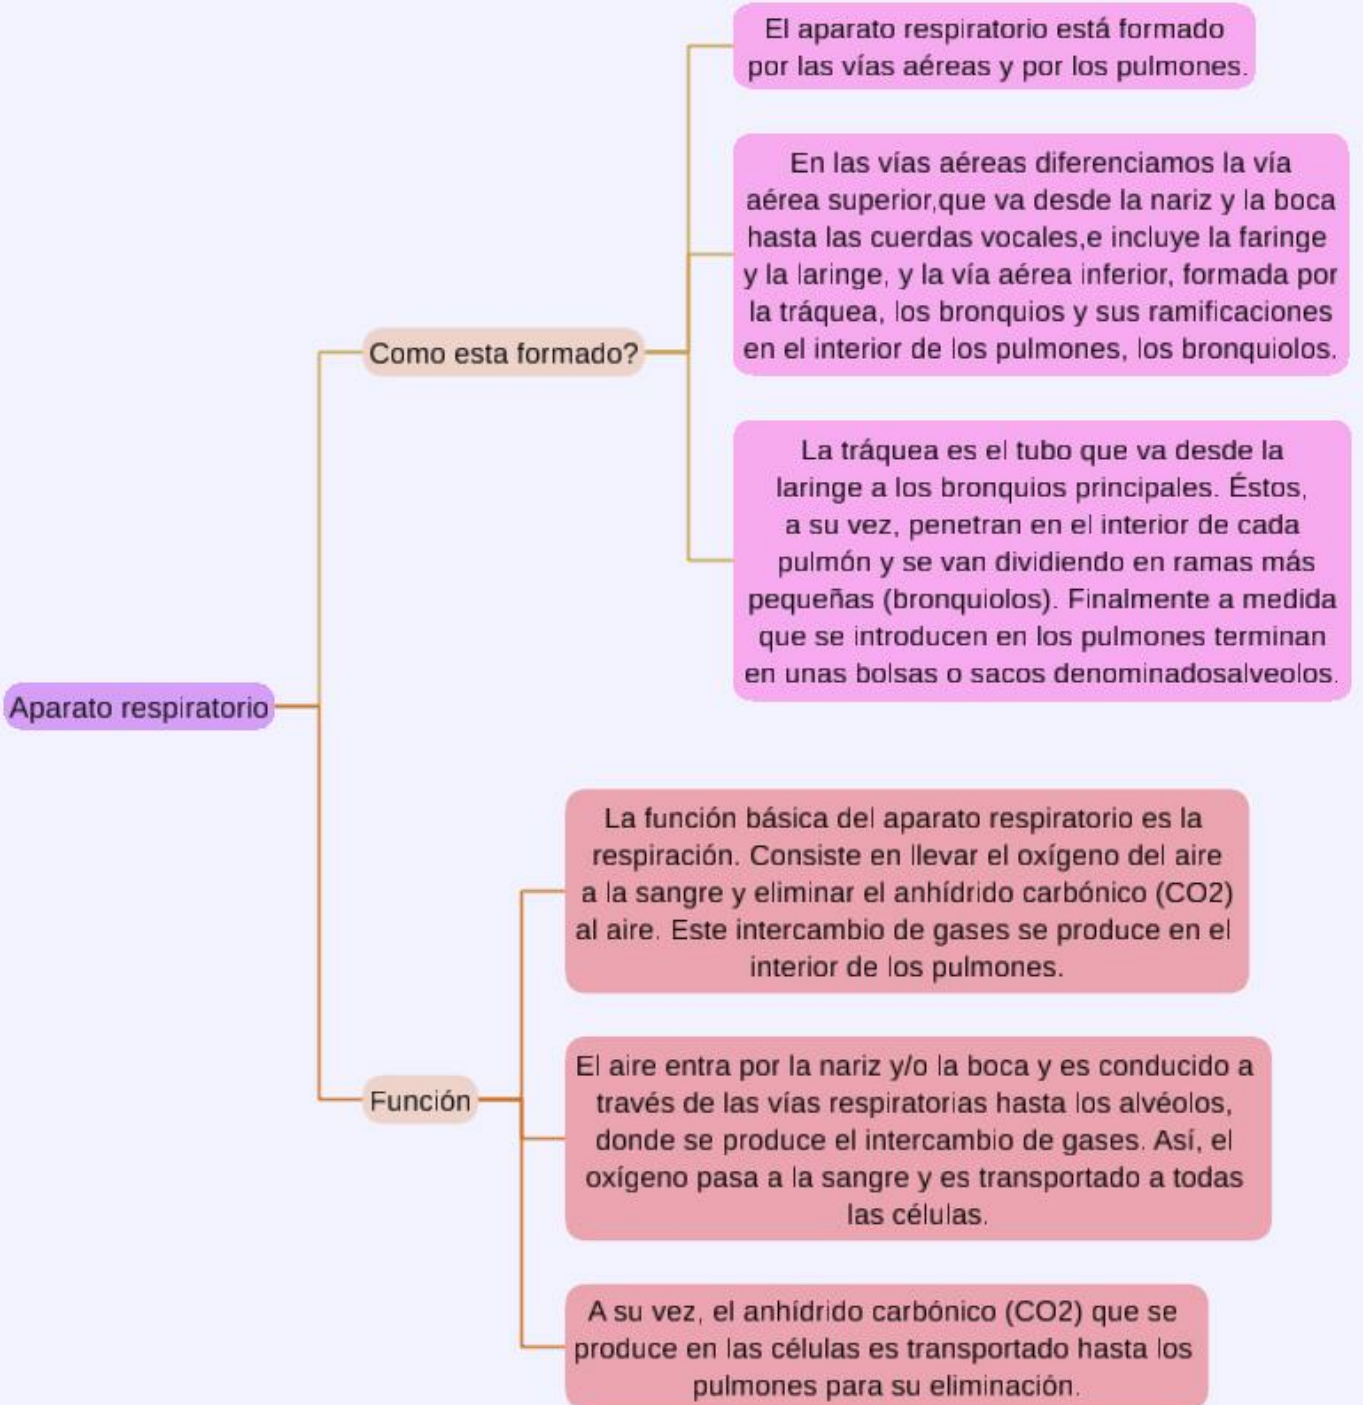 Aparato respiratorio
Como esta formado?
El aparato respiratorio está formado
por las vías aéreas y por los pulmones.
En las vías aéreas diferenciamos la vía
aérea superior,que va desde la nariz y la boca
hasta las cuerdas vocales,e incluye la faringe
y la laringe, y la vía aérea inferior, formada por
la tráquea, los bronquios y sus ramificaciones
en el interior de los pulmones, los bronquiolos.
La tráquea es el tubo que va desde la
laringe a los bronquios principales. Éstos,
a su vez, penetran en el interior de cada
pulmón y se van dividiendo en ramas más
pequeñas (bronquiolos). Finalmente a medida
que se introducen en los pulmones terminan
en unas bolsas o sacos denominadosalveolos.
Función
La función básica del aparato respiratorio es la
respiración. Consiste en llevar el oxígeno del aire
a la sangre y eliminar el anhídrido carbónico (CO2)
al aire. Este intercambio de gases se produce en el
interior de los pulmones.
El aire entra por la nariz y/o la boca y es conducido a
través de las vías respiratorias hasta los alvéolos,
donde se produce el intercambio de gases. Así, el
oxígeno pasa a la sangre y es transportado a todas
las células.
A su vez, el anhídrido carbónico (CO2) que se
produce en las células es transportado hasta los
pulmones para su eliminación.